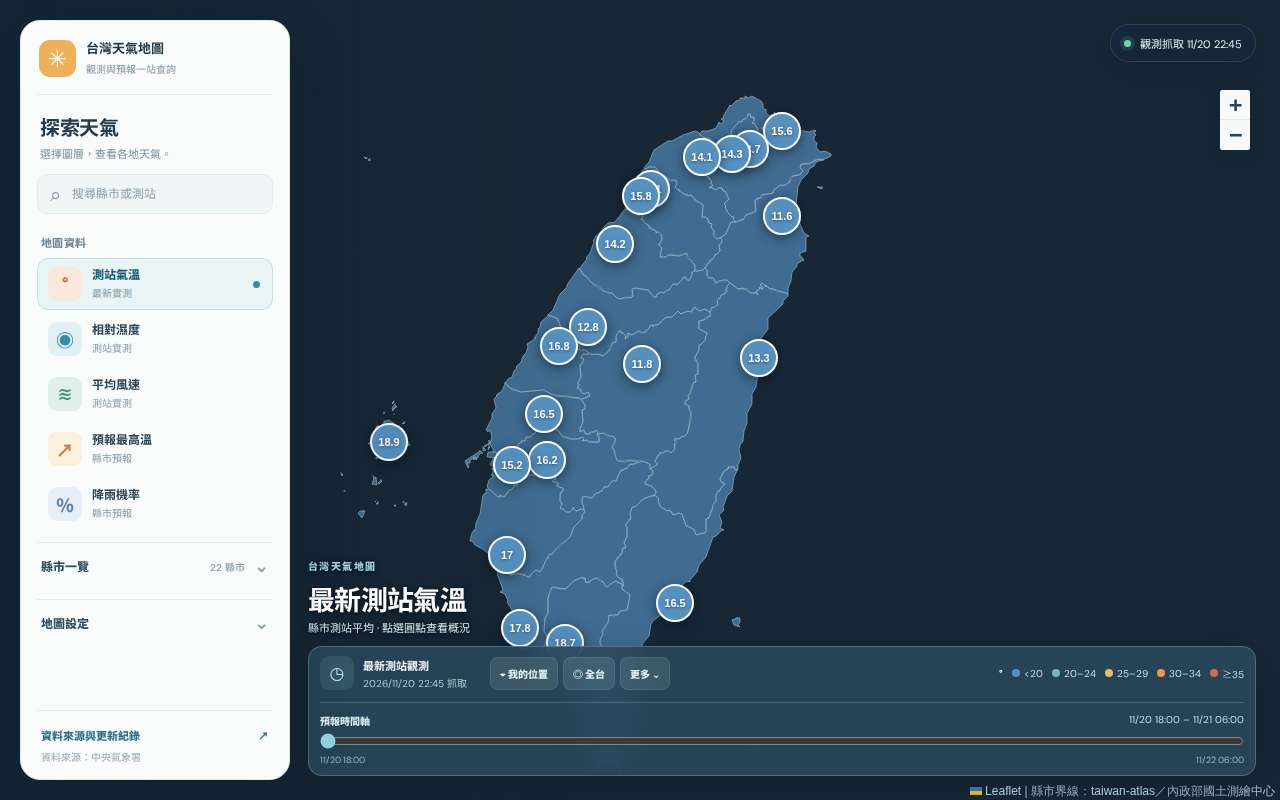 台灣天氣地圖
觀測與預報一站查詢
探索天氣
選擇圖層，查看各地天氣。
搜尋縣市或測站
地圖資料
測站氣溫
最新實測
相對濕度
測站實測
平均風速
測站實測
預報最高溫
縣市預報
%
降雨機率
縣市預報
縣市一覽
22 縣市
地圖設定
資料來源與更新紀錄 ↗
資料來源：中央氣象署
觀測抓取 11/20 22:45
+
−
15.6
14.1
14.3
.7
15.8
11.6
14.2
12.8
16.8
11.8
13.3
16.5
18.9
15.2
16.2
17
16.5
17.8
18.7
台灣天氣地圖
最新測站氣溫
縣市測站平均 · 點選圓點查看概況
最新測站觀測
2026/11/20 22:45 抓取
⌖ 我的位置
◎ 全台
更多 ⌄
° <20 20–24 25–29 30–34 ≥35
預報時間軸
11/20 18:00 – 11/21 06:00
11/20 18:00
11/22 06:00
Leaflet | 縣市界線：taiwan-atlas／內政部國土測繪中心